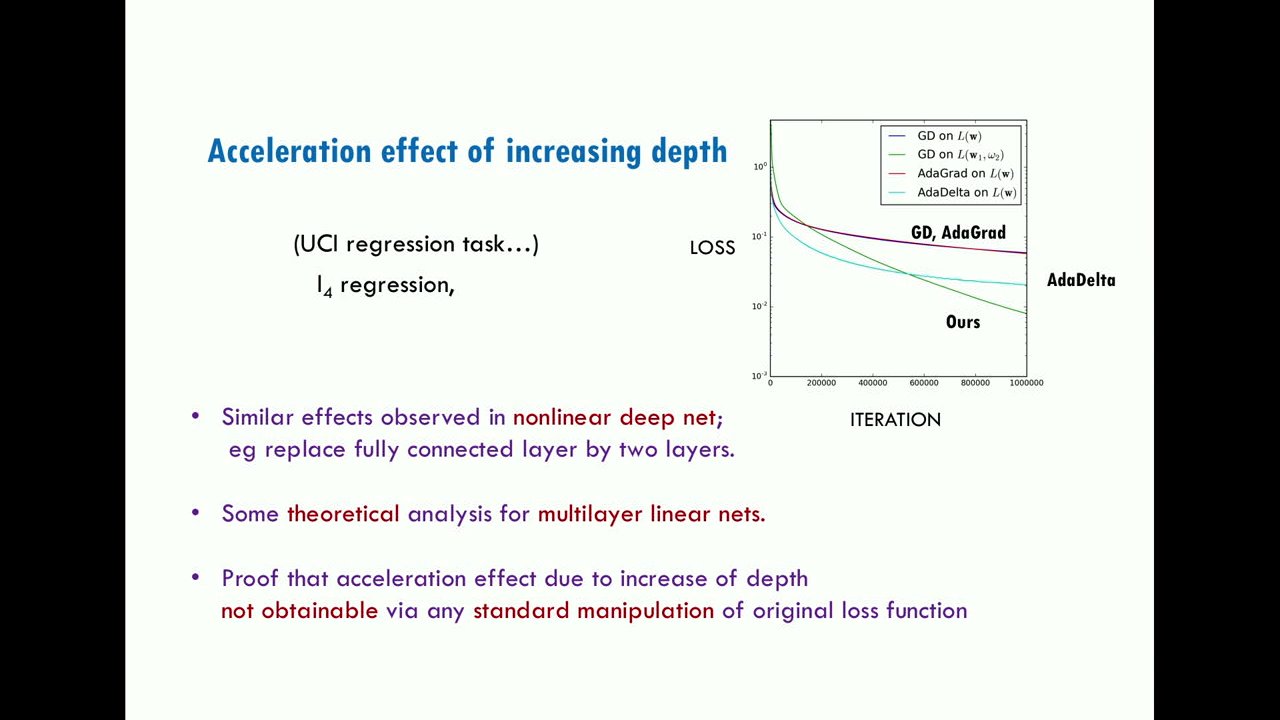 Acceleration effect of increasing depth
(UCI regression task...)
l₄ regression,
LOSS
10⁰
10⁻¹
10⁻²
10⁻³
0 200000 400000 600000 800000 1000000
GD on L(w)
GD on L(w₁,ω₂)
AdaGrad on L(w)
AdaDelta on L(w)
GD, AdaGrad
AdaDelta
Ours
ITERATION
• Similar effects observed in nonlinear deep net;
eg replace fully connected layer by two layers.
• Some theoretical analysis for multilayer linear nets.
• Proof that acceleration effect due to increase of depth
not obtainable via any standard manipulation of original loss function